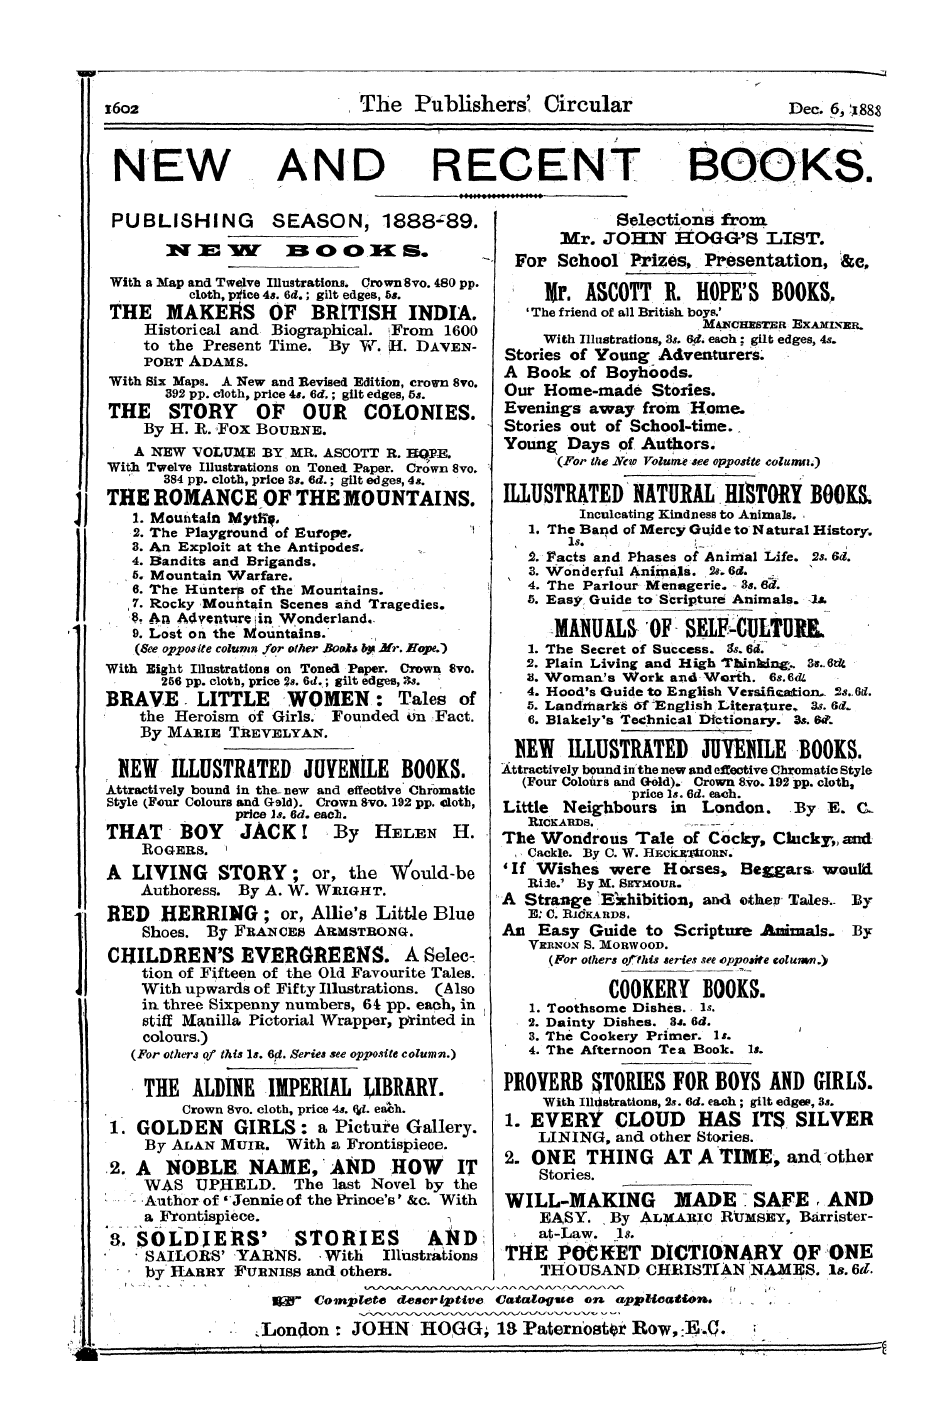 1602 The Publishers' Circular Dec. 6, 1888
NEW AND RECENT BOOKS.
PUBLISHING SEASON, 1888-89.
NEW BOOKS.
With a Map and Twelve Illustrations. Crown 8vo. 480 pp.
cloth, price 4s. 6d.; gilt edges, 5s.
THE MAKERS OF BRITISH INDIA.
Historical and Biographical. From 1600
to the Present Time. By W. H. DAVEN-
PORT ADAMS.
With Six Maps. A New and Revised Edition, crown 8vo.
392 pp. cloth, price 4s. 6d.; gilt edges, 5s.
THE STORY OF OUR COLONIES.
By H. R. FOX BOURNE.
A NEW VOLUME BY MR. ASCOTT R. HOPE.
With Twelve Illustrations on Toned Paper. Crown 8vo.
384 pp. cloth, price 3s. 6d.; gilt edges, 4s.
THE ROMANCE OF THE MOUNTAINS.
1. Mountain Myths.
2. The Playground of Europe.
3. An Exploit at the Antipodes.
4. Bandits and Brigands.
5. Mountain Warfare.
6. The Hunters of the Mountains.
7. Rocky Mountain Scenes and Tragedies.
8. An Adventure in Wonderland.
9. Lost on the Mountains.
(See opposite column for other Books by Mr. Hope.)
With Eight Illustrations on Toned Paper. Crown 8vo.
256 pp. cloth, price 2s. 6d.; gilt edges, 3s.
BRAVE LITTLE WOMEN: Tales of
the Heroism of Girls. Founded on Fact.
By MARIE TREVELYAN.
NEW ILLUSTRATED JUVENILE BOOKS.
Attractively bound in the new and effective Chromatic
Style (Four Colours and Gold). Crown 8vo. 192 pp. cloth,
price 1s. 6d. each.
THAT BOY JACK! By HELEN H.
ROGERS.
A LIVING STORY; or, the Would-be
Authoress. By A. W. WRIGHT.
RED HERRING; or, Allie's Little Blue
Shoes. By FRANCES ARMSTRONG.
CHILDREN'S EVERGREENS. A Selec-
tion of Fifteen of the Old Favourite Tales.
With upwards of Fifty Illustrations. (Also
in three Sixpenny numbers, 64 pp. each, in
stiff Manilla Pictorial Wrapper, printed in
colours.)
(For others of this 1s. 6d. Series see opposite column.)
THE ALDINE IMPERIAL LIBRARY.
Crown 8vo. cloth, price 4s. 6d. each.
1. GOLDEN GIRLS: a Picture Gallery.
By ALAN MUIR. With a Frontispiece.
2. A NOBLE NAME, AND HOW IT
WAS UPHELD. The last Novel by the
Author of 'Jennie of the Prince's' &c. With
a Frontispiece.
3. SOLDIERS' STORIES AND
SAILORS' YARNS. With Illustrations
by HARRY FURNISS and others.
Selections from
Mr. JOHN HOGG'S LIST.
For School Prizes, Presentation, &c.
Mr. ASCOTT R. HOPE'S BOOKS.
'The friend of all British boys.'
MANCHESTER EXAMINER.
With Illustrations, 3s. 6d. each; gilt edges, 4s.
Stories of Young Adventurers.
A Book of Boyhoods.
Our Home-made Stories.
Evenings away from Home.
Stories out of School-time.
Young Days of Authors.
(For the New Volume see opposite column.)
ILLUSTRATED NATURAL HISTORY BOOKS.
Inculcating Kindness to Animals.
1. The Band of Mercy Guide to Natural History.
1s.
2. Facts and Phases of Animal Life. 2s. 6d.
3. Wonderful Animals. 2s. 6d.
4. The Parlour Menagerie. 3s. 6d.
5. Easy Guide to Scripture Animals. 1s.
MANUALS OF SELF-CULTURE.
1. The Secret of Success. 3s. 6d.
2. Plain Living and High Thinking. 3s. 6d.
3. Woman's Work and Worth. 6s. 6d.
4. Hood's Guide to English Versification. 2s. 6d.
5. Landmarks of English Literature. 3s. 6d.
6. Blakely's Technical Dictionary. 3s. 6d.
NEW ILLUSTRATED JUVENILE BOOKS.
Attractively bound in the new and effective Chromatic Style
(Four Colours and Gold). Crown 8vo. 192 pp. cloth,
price 1s. 6d. each.
Little Neighbours in London. By E. C.
RICKARDS.
The Wondrous Tale of Cocky, Clucky, and
Cackle. By C. W. HECKETHORN.
'If Wishes were Horses, Beggars would
Ride.' By M. SEYMOUR.
A Strange Exhibition, and other Tales. By
E. C. RICKARDS.
An Easy Guide to Scripture Animals. By
VERNON S. MORWOOD.
(For others of this series see opposite column.)
COOKERY BOOKS.
1. Toothsome Dishes. 1s.
2. Dainty Dishes. 3s. 6d.
3. The Cookery Primer. 1s.
4. The Afternoon Tea Book. 1s.
PROVERB STORIES FOR BOYS AND GIRLS.
With Illustrations, 2s. 6d. each; gilt edges, 3s.
1. EVERY CLOUD HAS ITS SILVER
LINING, and other Stories.
2. ONE THING AT A TIME, and other
Stories.
WILL-MAKING MADE SAFE AND
EASY. By ALMARIC RUMSEY, Barrister-
at-Law. 1s.
THE POCKET DICTIONARY OF ONE
THOUSAND CHRISTIAN NAMES. 1s. 6d.
☞ Complete descriptive Catalogue on application.
London: JOHN HOGG, 13 Paternoster Row, E.C.